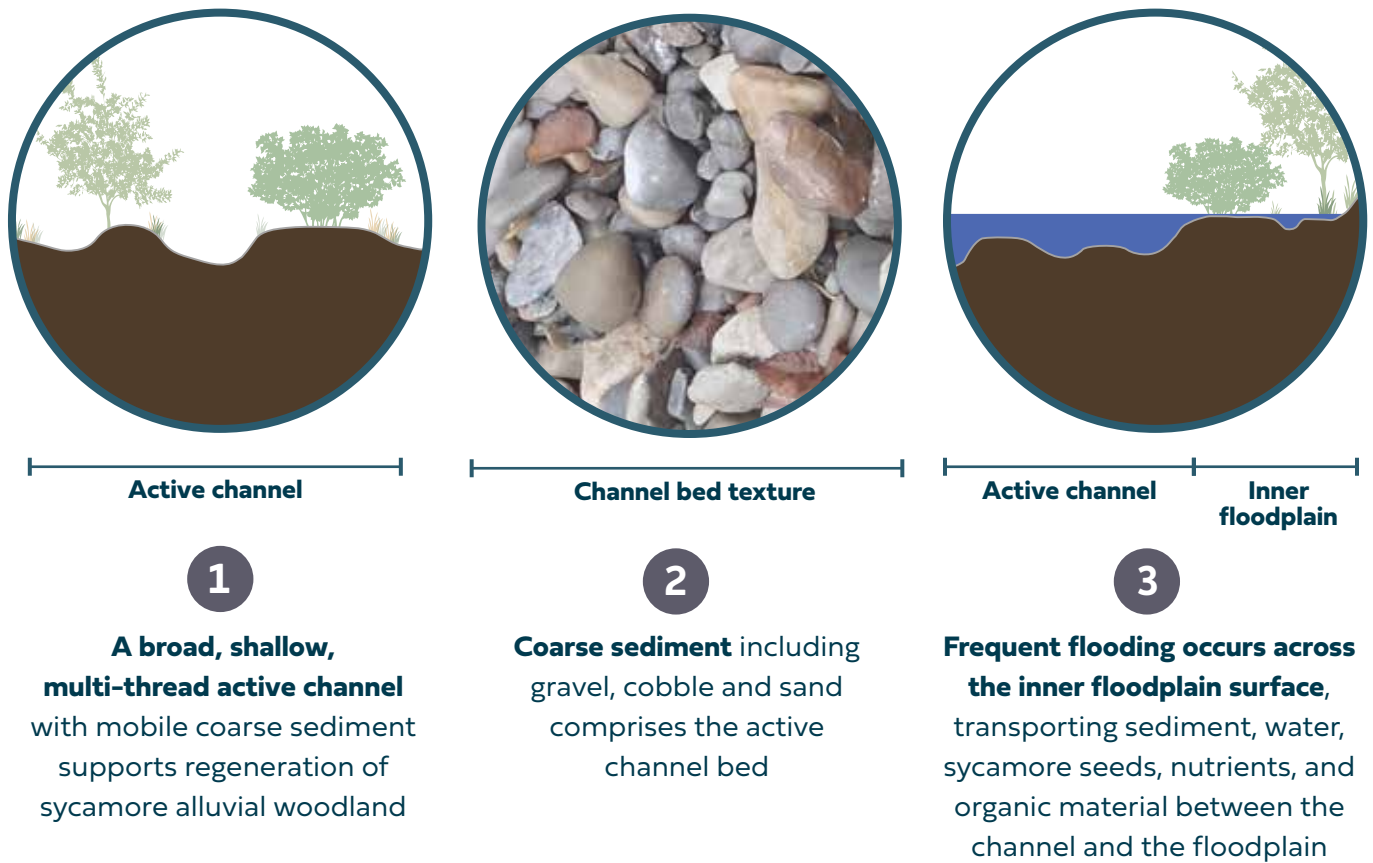 Active channel
1
A broad, shallow,
multi-thread active channel
with mobile coarse sediment
supports regeneration of
sycamore alluvial woodland
Channel bed texture
2
Coarse sediment including
gravel, cobble and sand
comprises the active
channel bed
Active channel
Inner
floodplain
3
Frequent flooding occurs across
the inner floodplain surface,
transporting sediment, water,
sycamore seeds, nutrients, and
organic material between the
channel and the floodplain